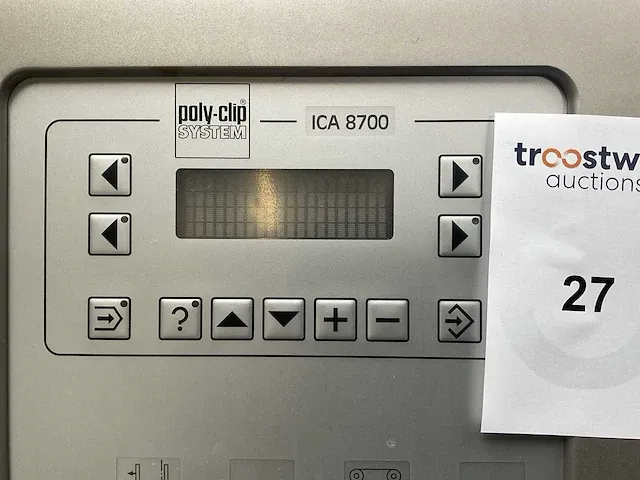 poly-clip®
SYSTEM
ICA 8700
troostw
auctions
27
?
+
−